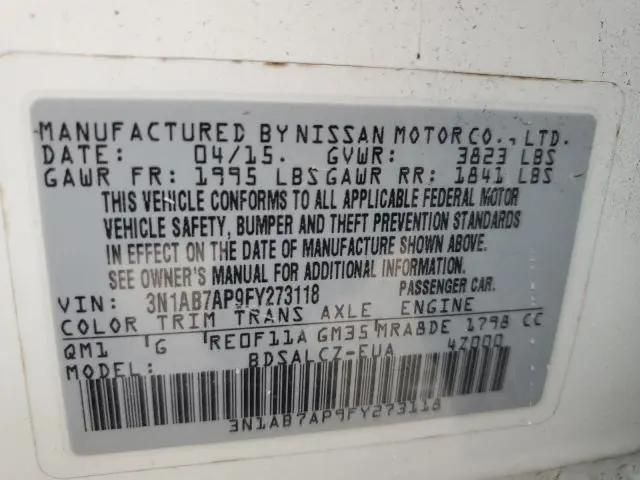 MANUFACTURED BY NISSAN MOTOR CO., LTD.
DATE: 04/15. GVWR: 3823 LBS
GAWR FR: 1995 LBS GAWR RR: 1841 LBS
THIS VEHICLE CONFORMS TO ALL APPLICABLE FEDERAL MOTOR
VEHICLE SAFETY, BUMPER AND THEFT PREVENTION STANDARDS
IN EFFECT ON THE DATE OF MANUFACTURE SHOWN ABOVE.
SEE OWNER'S MANUAL FOR ADDITIONAL INFORMATION.
VIN: 3N1AB7AP9FY273118 PASSENGER CAR.
COLOR TRIM TRANS AXLE ENGINE
QM1 G RE0F11A GM35 MRA8DE 1798 CC
MODEL: BDSALCZ-EUA 4Z000
3N1AB7AP9FY273118